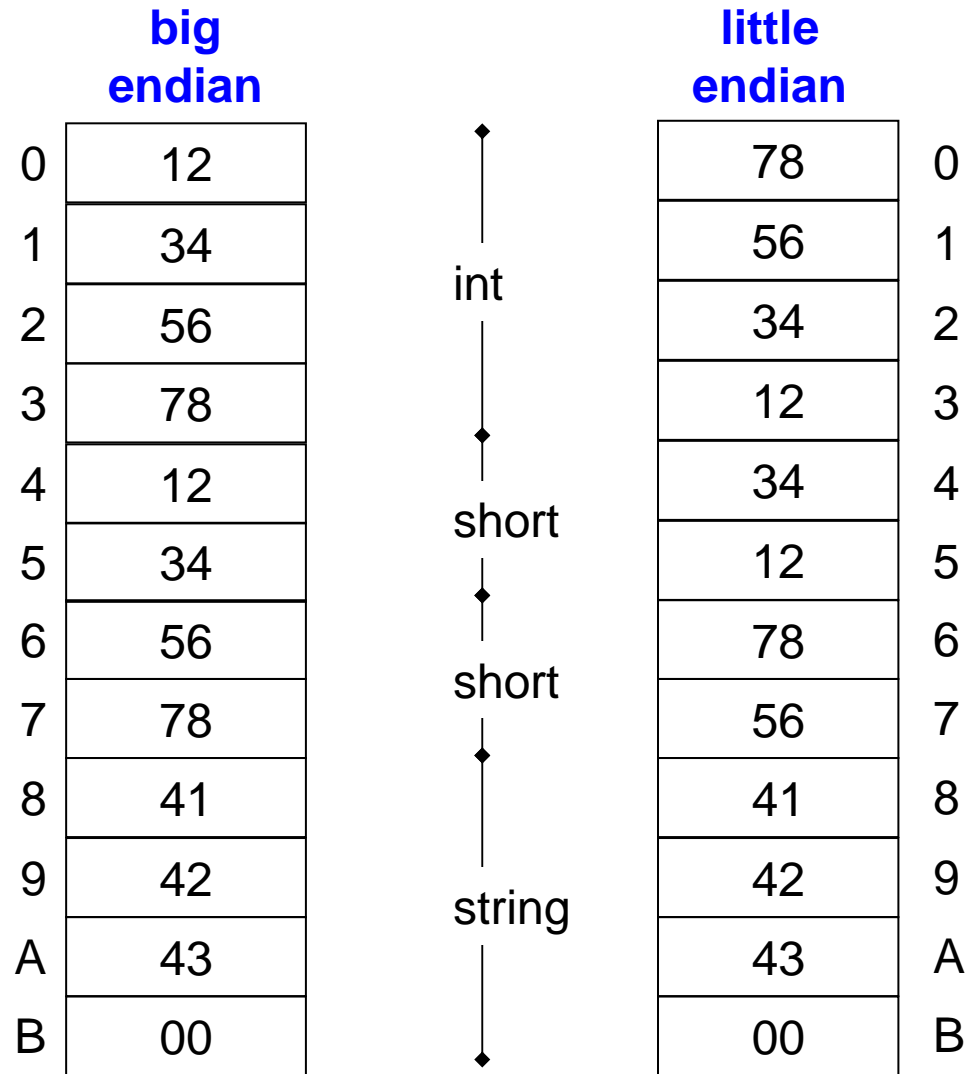 big little
endian endian
0 12 78 0
1 34 56 1
int
2 56 34 2
3 78 12 3
4 12 34 4
short
5 34 12 5
6 56 78 6
short
7 78 56 7
8 41 41 8
9 42 42 9
string
A 43 43 A
B 00 00 B